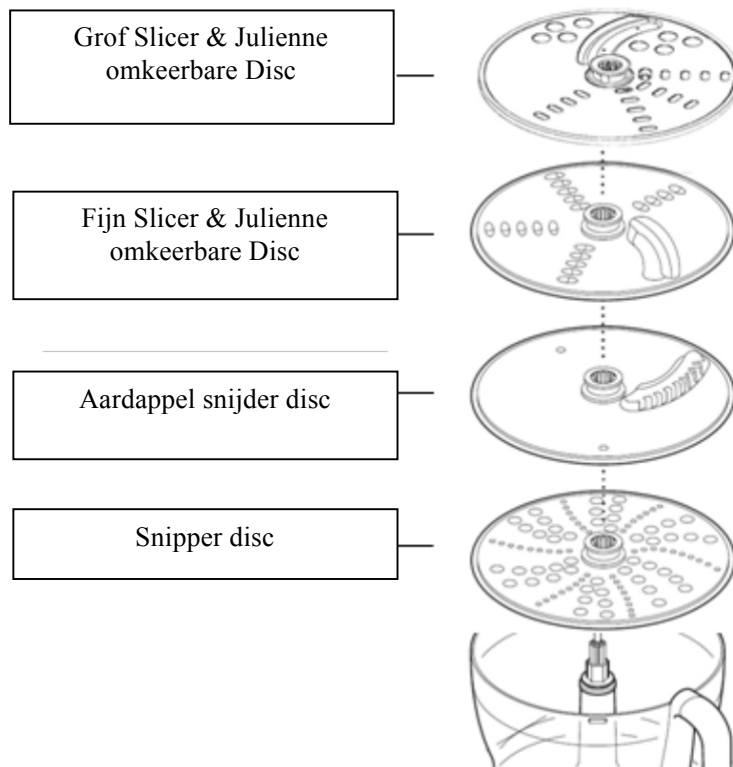 Grof Slicer & Julienne
omkeerbare Disc
Fijn Slicer & Julienne
omkeerbare Disc
Aardappel snijder disc
Snipper disc